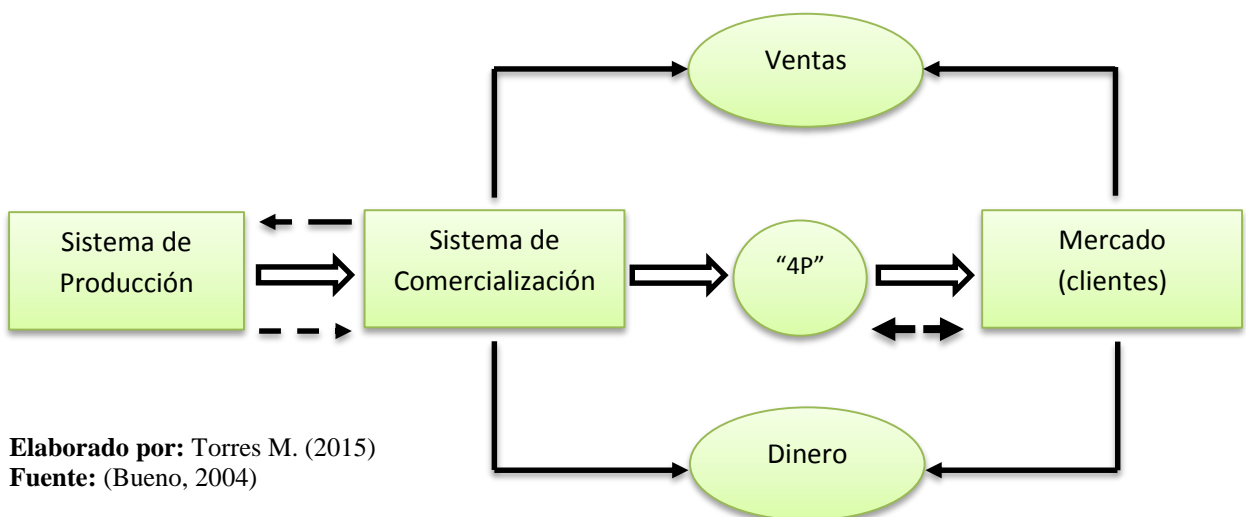 Ventas
Sistema de
Producción
Sistema de
Comercialización
“4P”
Mercado
(clientes)
Dinero
Elaborado por: Torres M. (2015)
Fuente: (Bueno, 2004)